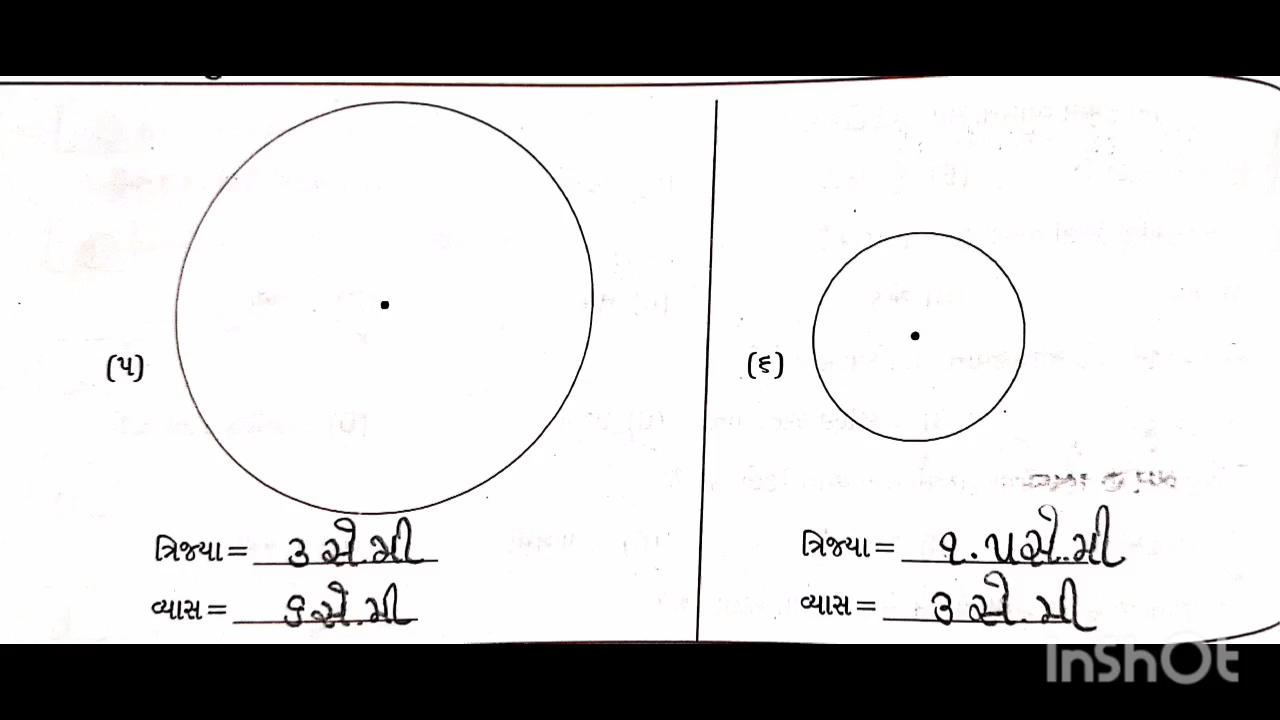 (૫)
ત્રિજ્યા = ૩ સે.મી
વ્યાસ = ૬ સે.મી
(૬)
ત્રિજ્યા = ૧.૫ સે.મી
વ્યાસ = ૩ સે.મી
InShOt